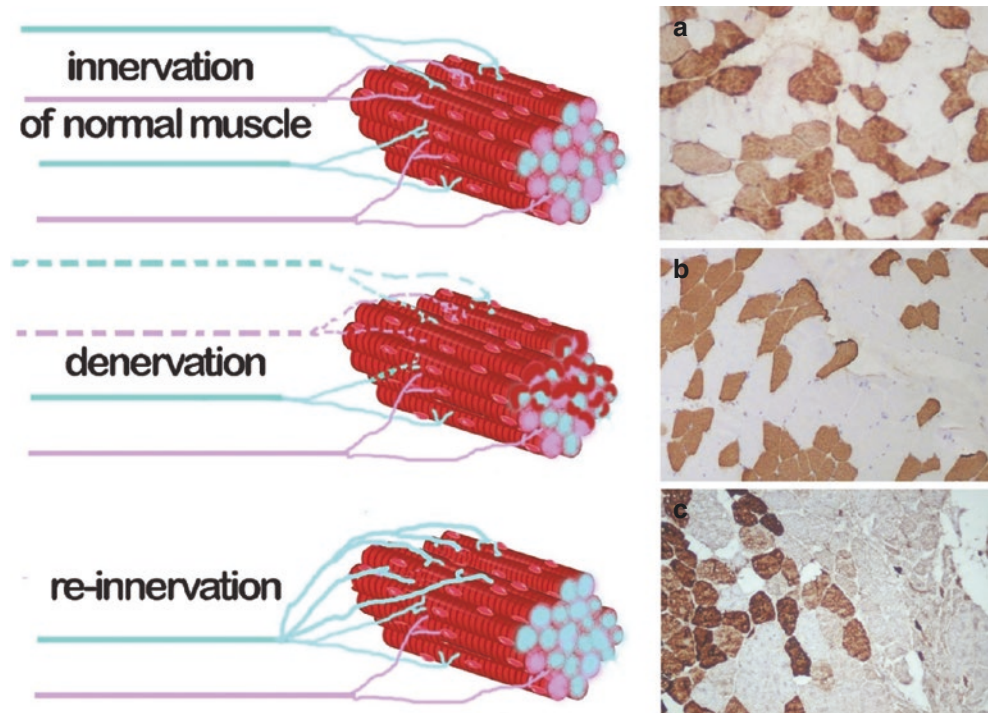 innervation
of normal muscle
denervation
re-innervation
a
b
c